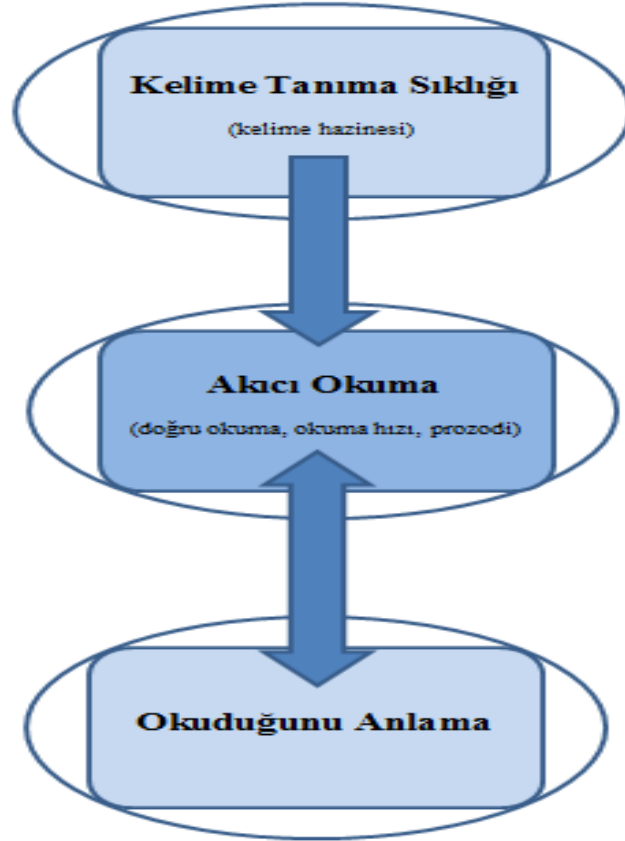 Kelime Tanıma Sıklığı
(kelime hazinesi)
Akıcı Okuma
(doğru okuma, okuma hızı, prozodi)
Okuduğunu Anlama